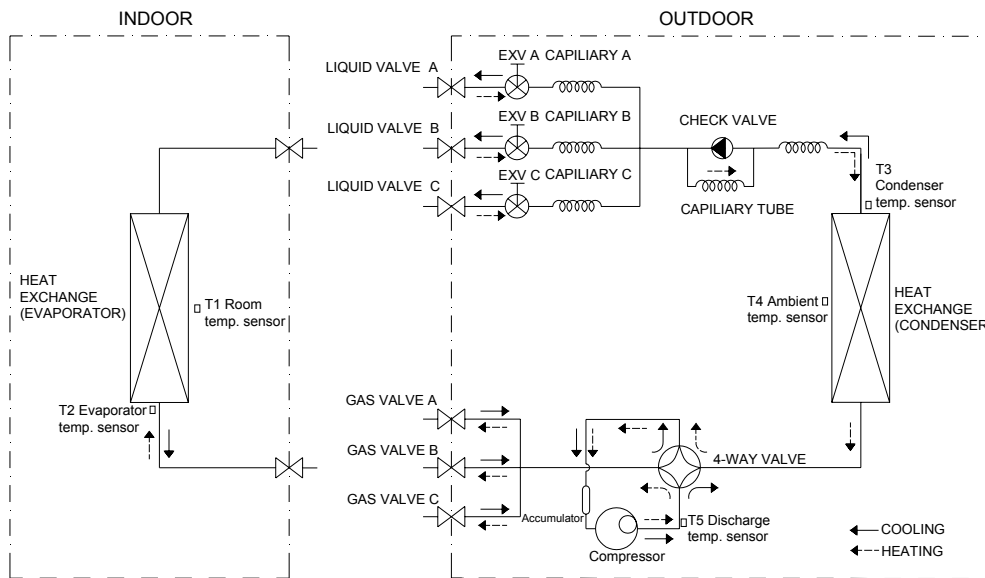 INDOOR
OUTDOOR
LIQUID VALVE A
EXV A CAPILIARY A
LIQUID VALVE B
EXV B CAPILIARY B
LIQUID VALVE C
EXV C CAPILIARY C
CHECK VALVE
CAPILIARY TUBE
T3
Condenser
temp. sensor
HEAT
EXCHANGE
(EVAPORATOR)
T1 Room
temp. sensor
T4 Ambient
temp. sensor
HEAT
EXCHANGE
(CONDENSER
T2 Evaporator
temp. sensor
GAS VALVE A
GAS VALVE B
GAS VALVE C
4-WAY VALVE
Accumulator
Compressor
T5 Discharge
temp. sensor
COOLING
HEATING